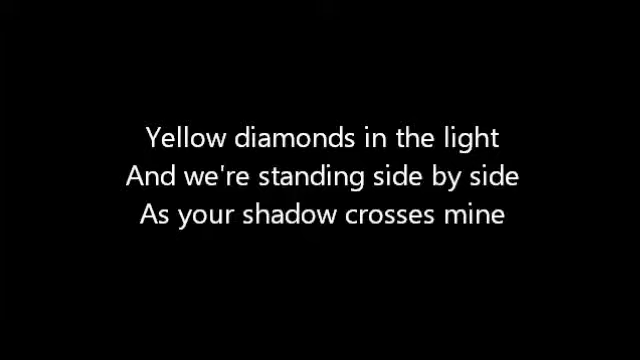 Yellow diamonds in the light
And we're standing side by side
As your shadow crosses mine